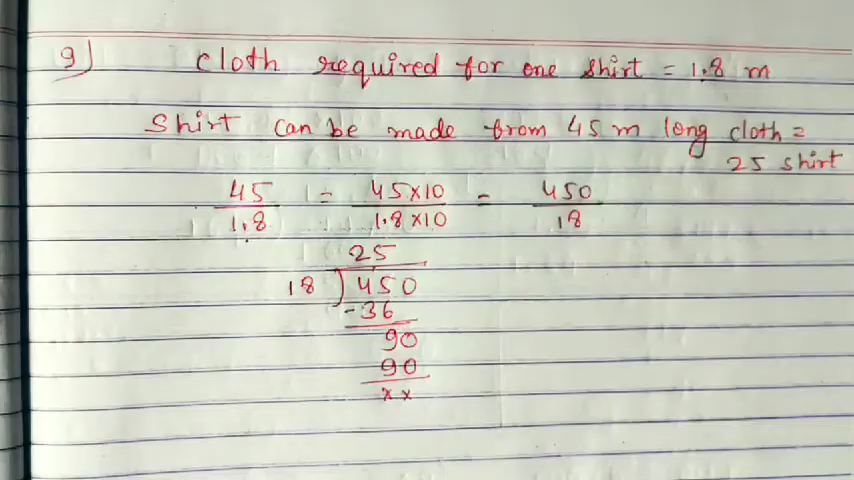 9) cloth required for one shirt = 1.8 m
Shirt can be made from 45 m long cloth =
25 shirt
45/1.8 = 45×10/1.8×10 = 450/18
25
18 ) 450
-36
90
90
××